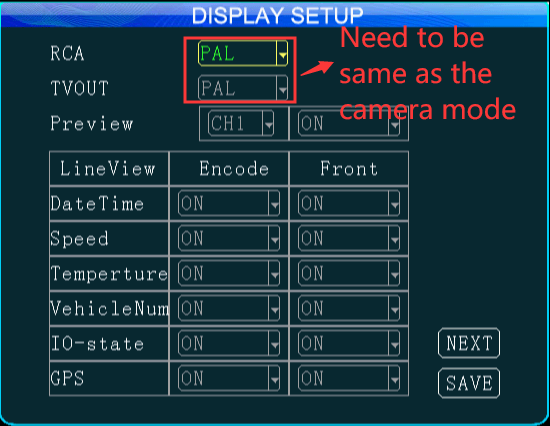 DISPLAY SETUP
RCA PAL
TVOUT PAL
Need to be
same as the
camera mode
Preview CH1 ON
LineView Encode Front
DateTime ON ON
Speed ON ON
Temperture ON ON
VehicleNum ON ON
IO-state ON ON
GPS ON ON
NEXT
SAVE